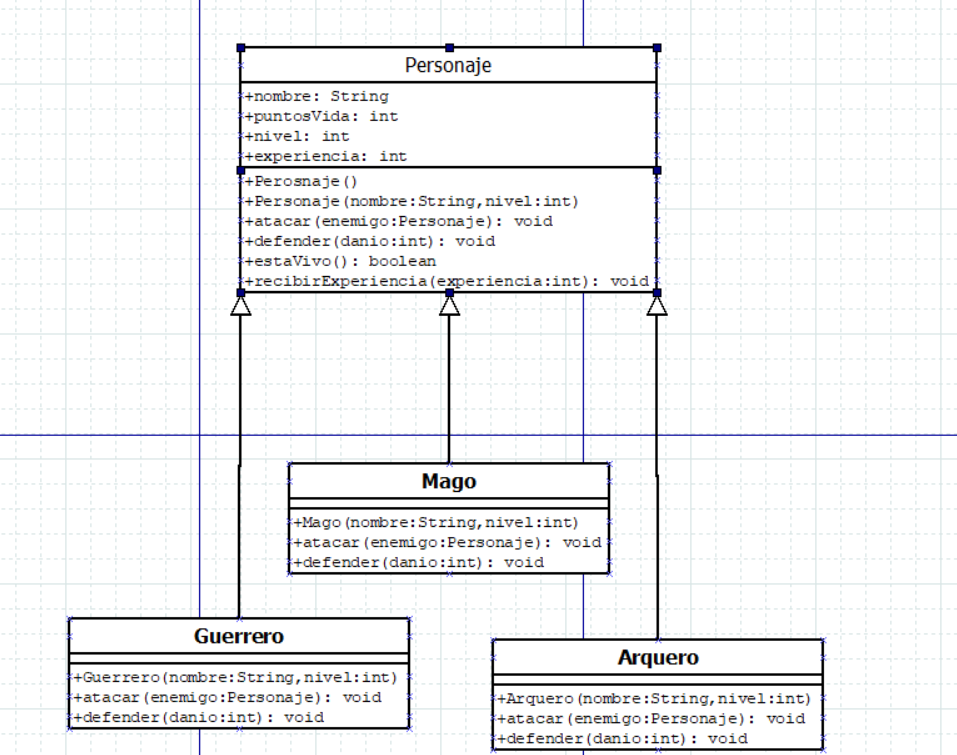 Personaje
+nombre: String
+puntosVida: int
+nivel: int
+experiencia: int
+Perosnaje()
+Personaje(nombre:String,nivel:int)
+atacar(enemigo:Personaje): void
+defender(danio:int): void
+estaVivo(): boolean
+recibirExperiencia(experiencia:int): void
Mago
+Mago(nombre:String,nivel:int)
+atacar(enemigo:Personaje): void
+defender(danio:int): void
Guerrero
+Guerrero(nombre:String,nivel:int)
+atacar(enemigo:Personaje): void
+defender(danio:int): void
Arquero
+Arquero(nombre:String,nivel:int)
+atacar(enemigo:Personaje): void
+defender(danio:int): void